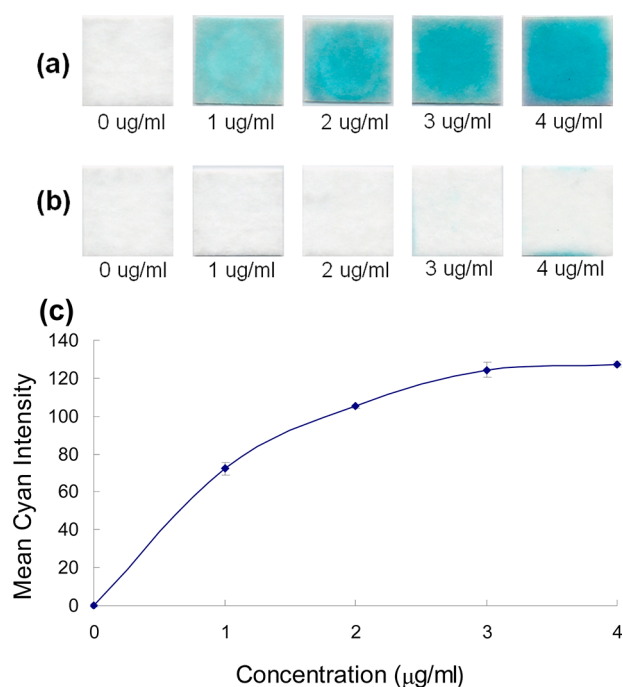 (a)
0 ug/ml 1 ug/ml 2 ug/ml 3 ug/ml 4 ug/ml
(b)
0 ug/ml 1 ug/ml 2 ug/ml 3 ug/ml 4 ug/ml
(c)
140
120
100
80
60
40
20
0
Mean Cyan Intensity
0 1 2 3 4
Concentration (μg/ml)